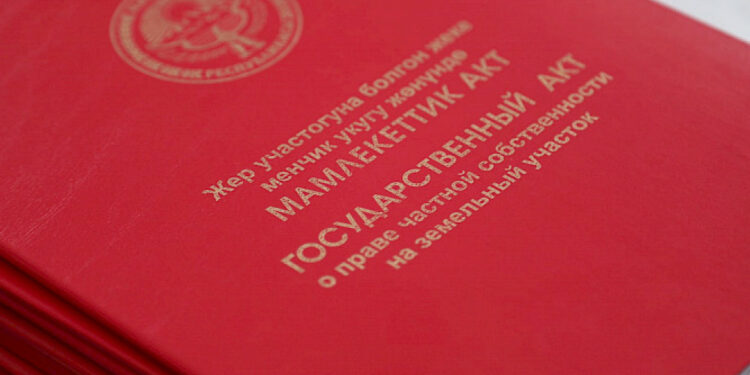 Жер участогуна болгон жеке
менчик укугу жөнүндө
МАМЛЕКЕТТИК АКТ
ГОСУДАРСТВЕННЫЙ АКТ
о праве частной собственности
на земельный участок